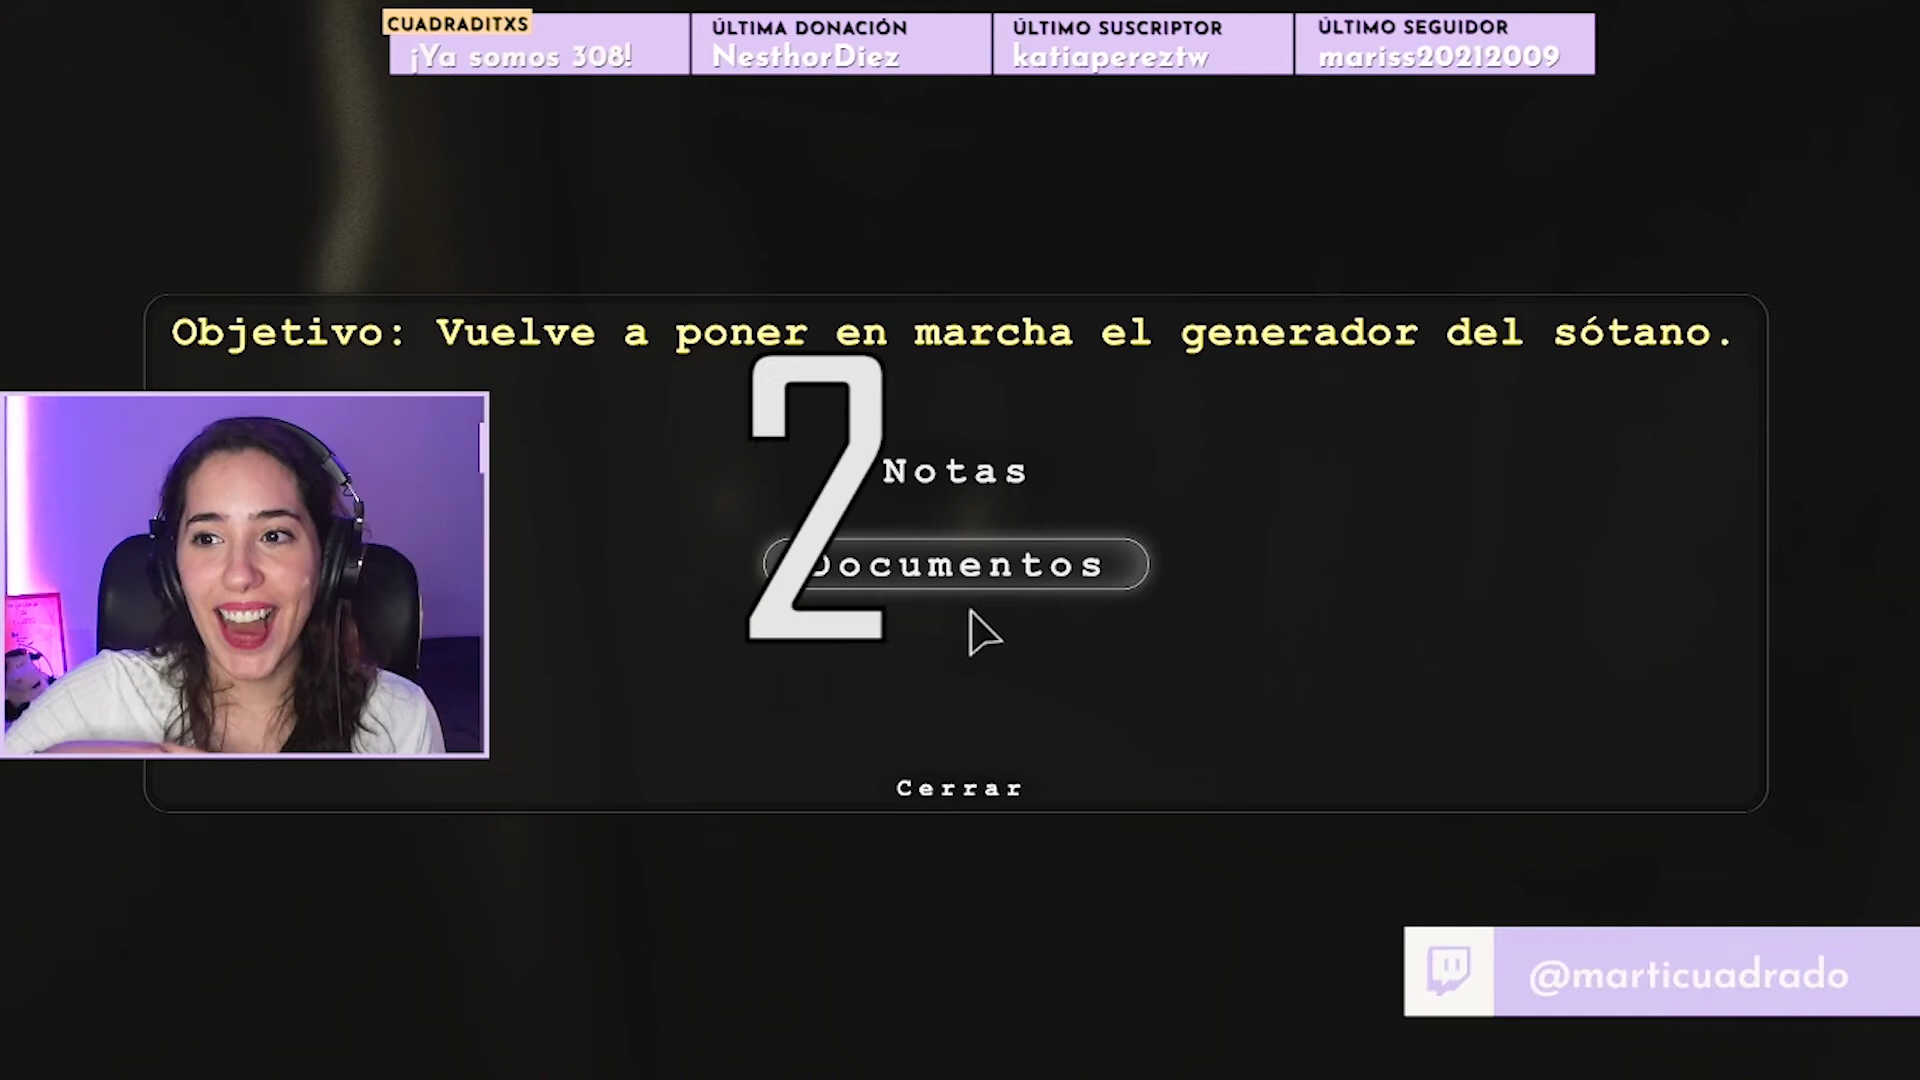 CUADRADITXS
¡Ya somos 308!
ÚLTIMA DONACIÓN
NesthorDiez
ÚLTIMO SUSCRIPTOR
katiapereztw
ÚLTIMO SEGUIDOR
mariss20212009
Objetivo: Vuelve a poner en marcha el generador del sótano.
2
Notas
Documentos
Cerrar
@marticuadrado